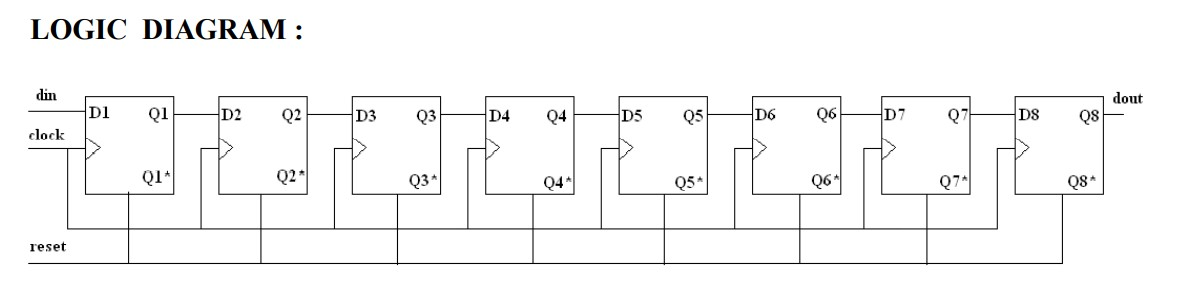 LOGIC DIAGRAM :
din
dout
D1 Q1 D2 Q2 D3 Q3 D4 Q4 D5 Q5 D6 Q6 D7 Q7 D8 Q8
clock
Q1* Q2* Q3* Q4* Q5* Q6* Q7* Q8*
reset